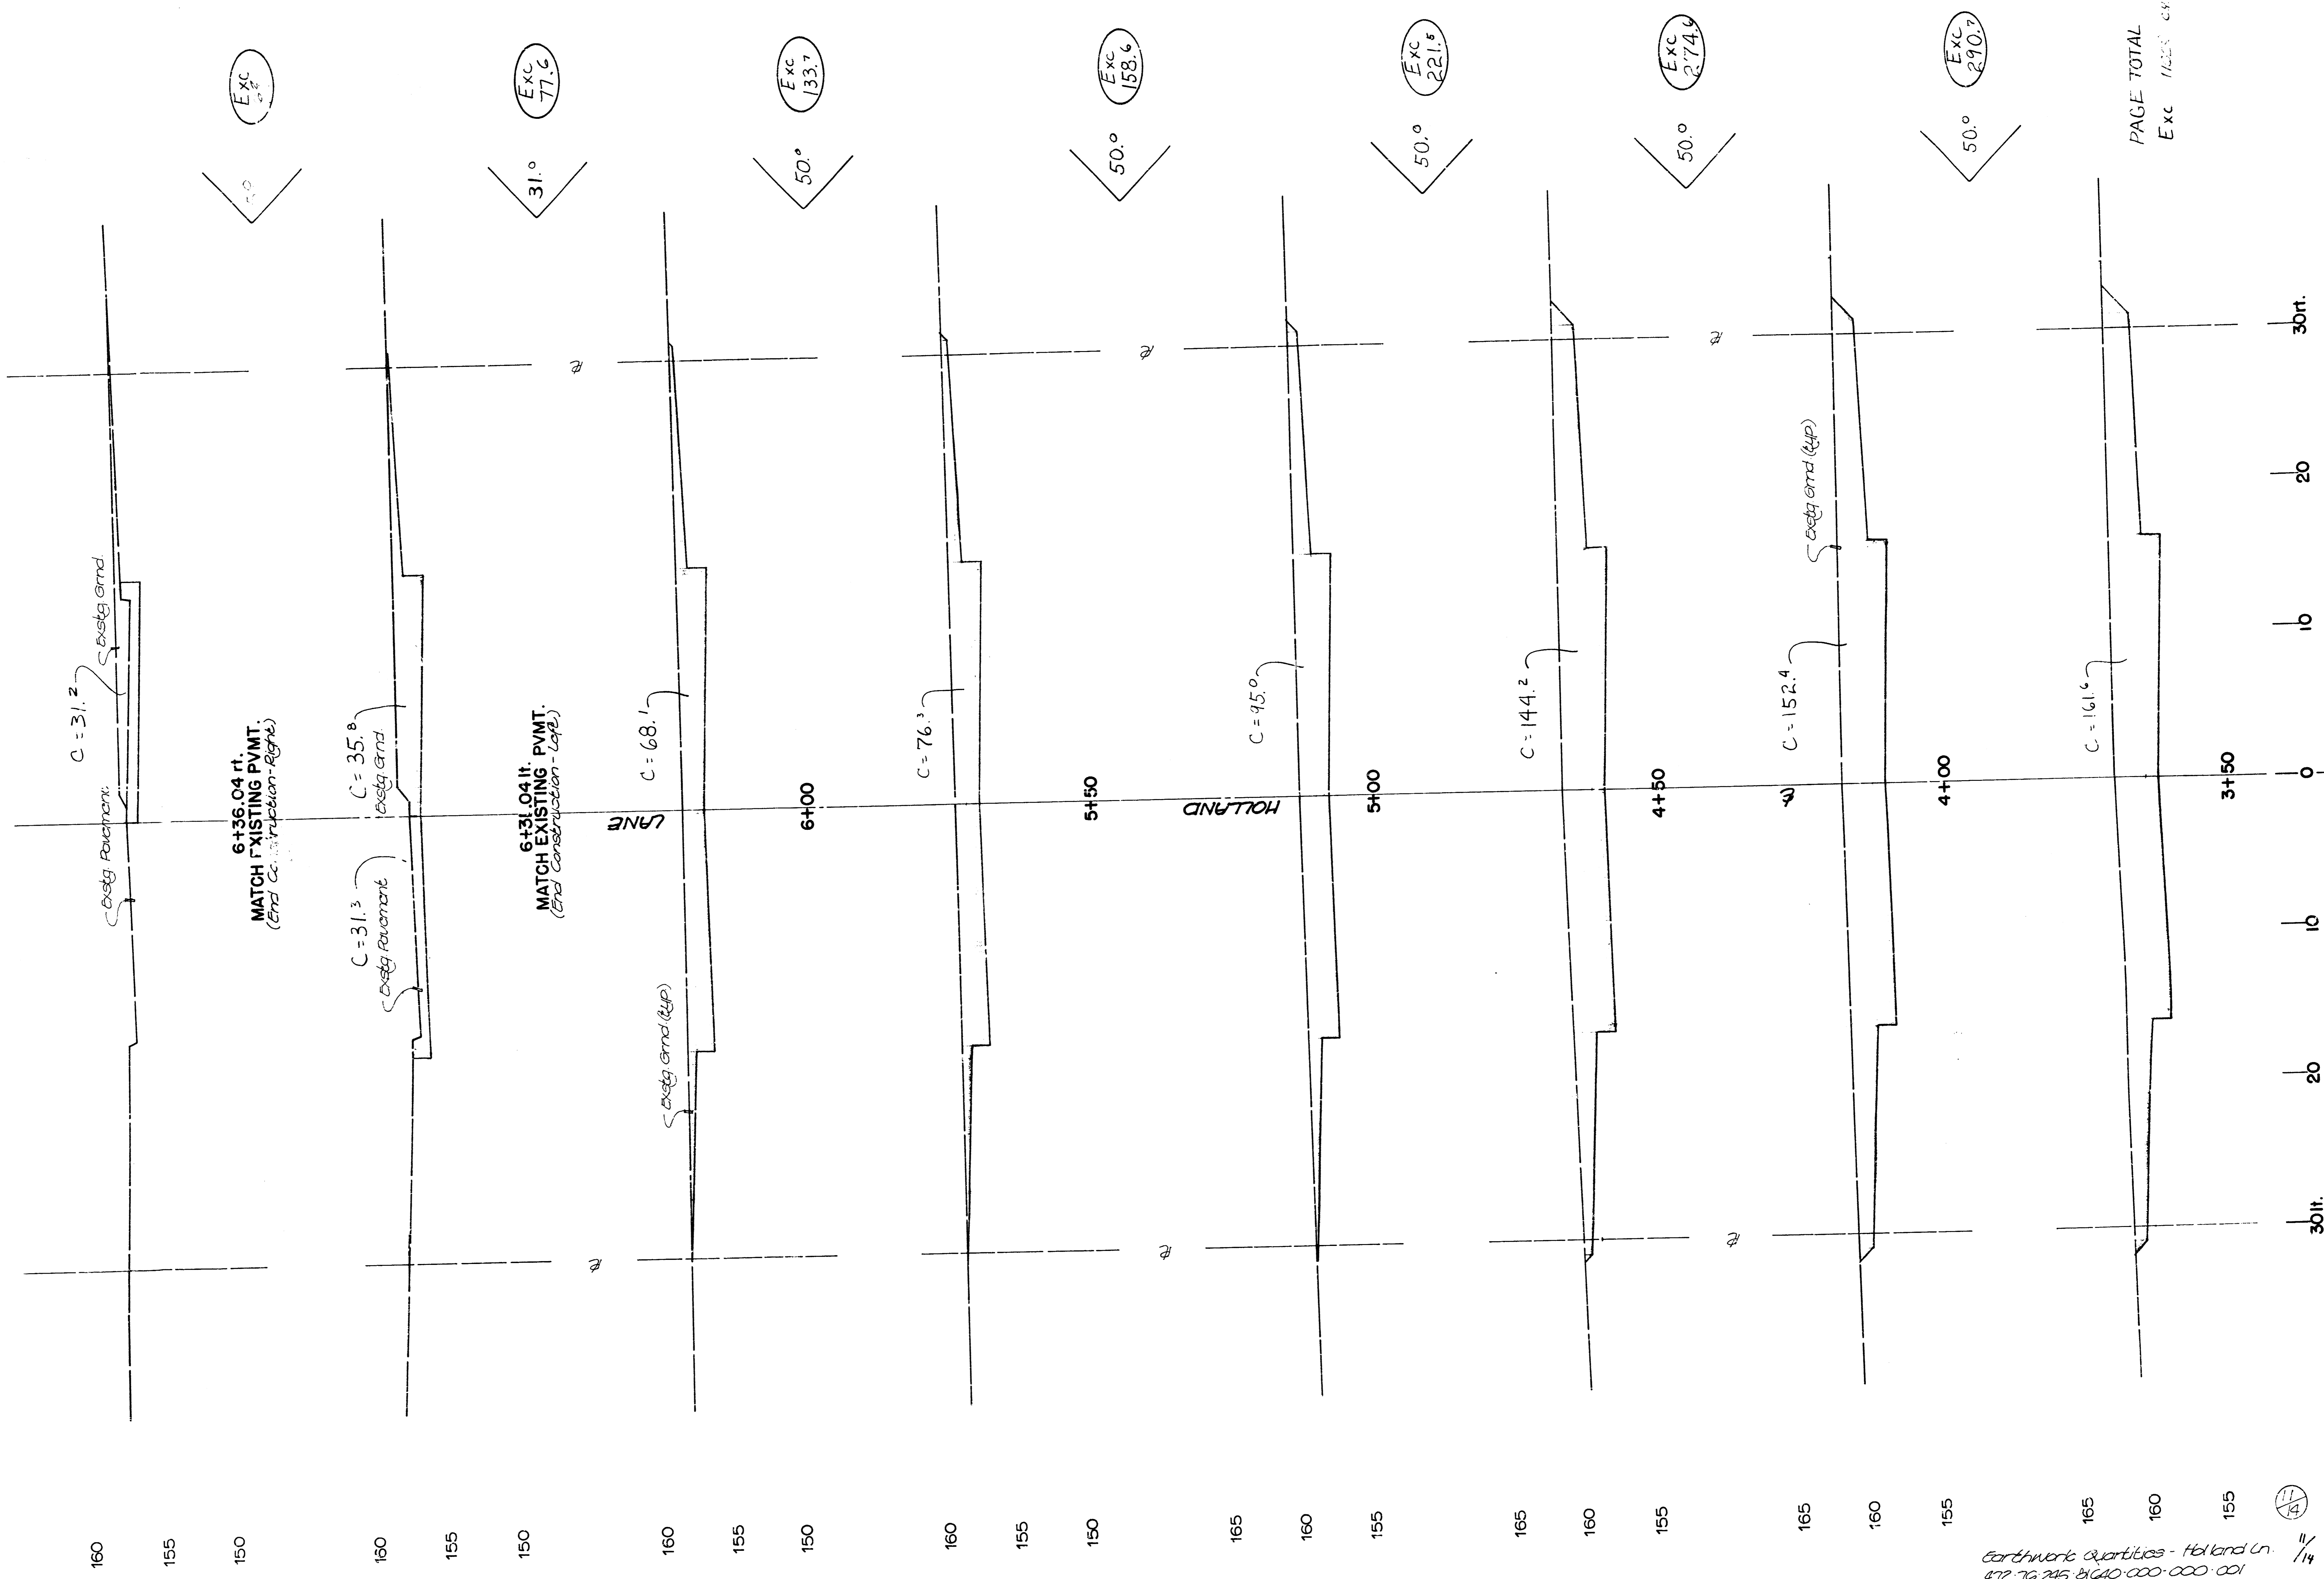 Exc
Exc
77.6
Exc
133.7
Exc
158.6
Exc
221.5
Exc
274.6
Exc
290.7
31.0
50.0
50.0
50.0
50.0
50.0
PAGE TOTAL
Exc
C = 31.2
Exstg. Grnd.
Exstg Pavement.
6+36.04 rt.
MATCH EXISTING PVMT.
(End Construction-Right)
C = 35.8
Exstg. Grnd.
C = 31.3
Exstg. Pavement
6+31.04 lt.
MATCH EXISTING PVMT.
(End Construction - Left)
LANE
C = 68.1
Exstg. Grnd. (typ)
6+00
C = 76.3
5+50
HOLLAND
C = 95.0
5+00
C = 144.2
4+50
C = 152.4
Exstg Grnd (typ)
4+00
C = 161.6
3+50
30rt.
20
10
0
10
20
30lt.
160
155
150
160
155
150
160
155
150
160
155
150
165
160
155
165
160
155
165
160
155
165
160
155
11/14
Earthwork Quantities - Holland Ln.
11/14